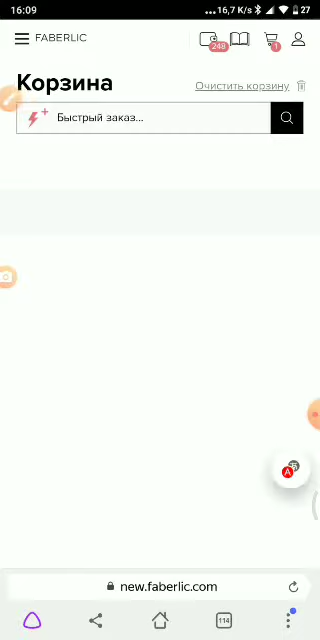 16:09
...16,7 K/s 27
FABERLIC
248
1
Корзина
Очистить корзину
Быстрый заказ...
A
new.faberlic.com
114